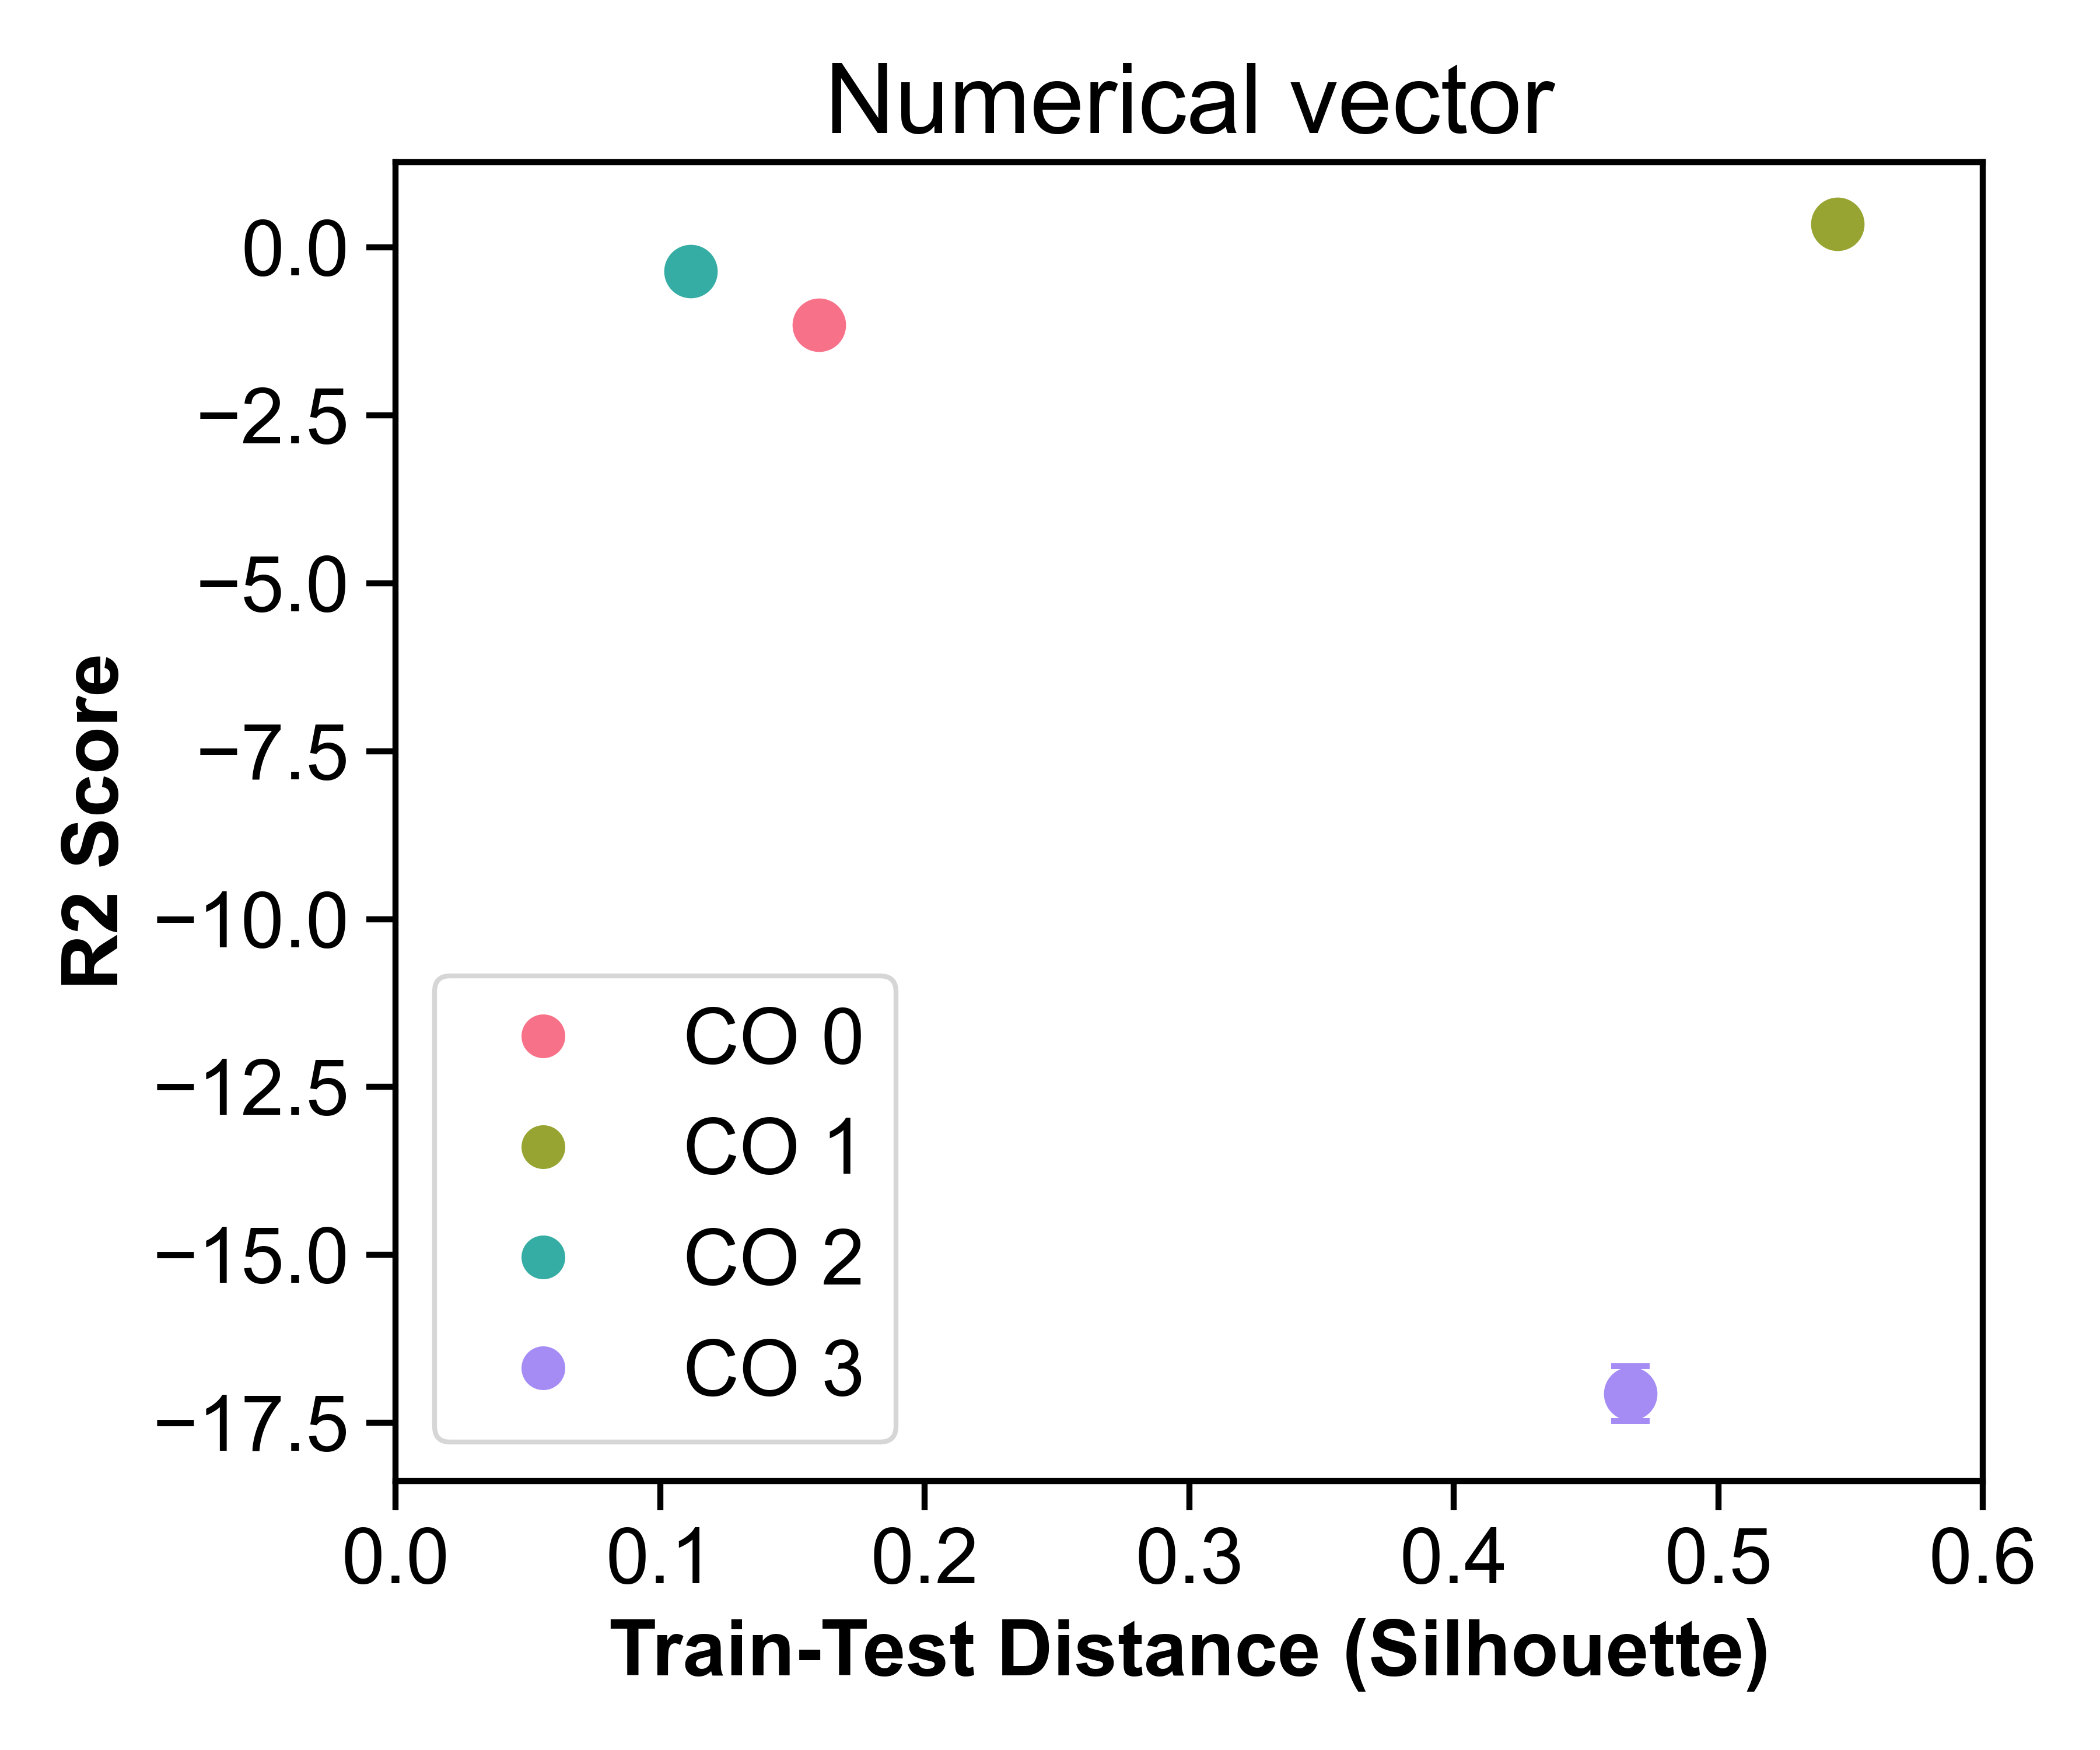 Numerical vector
R2 Score
0.0
−2.5
−5.0
−7.5
−10.0
−12.5
−15.0
−17.5
CO 0
CO 1
CO 2
CO 3
0.0 0.1 0.2 0.3 0.4 0.5 0.6
Train-Test Distance (Silhouette)